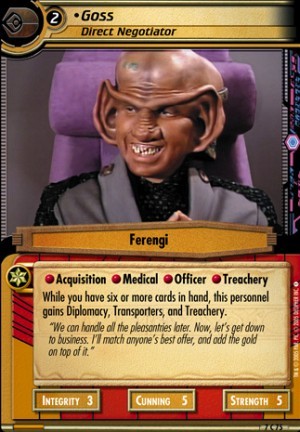 2
•Goss
Direct Negotiator
Ferengi
•Acquisition •Medical •Officer •Treachery
While you have six or more cards in hand, this personnel
gains Diplomacy, Transporters, and Treachery.
"We can handle all the pleasantries later. Now, let's get down
to business. I'll match anyone's best offer, and add the gold
on top of it."
INTEGRITY 3 CUNNING 5 STRENGTH 5